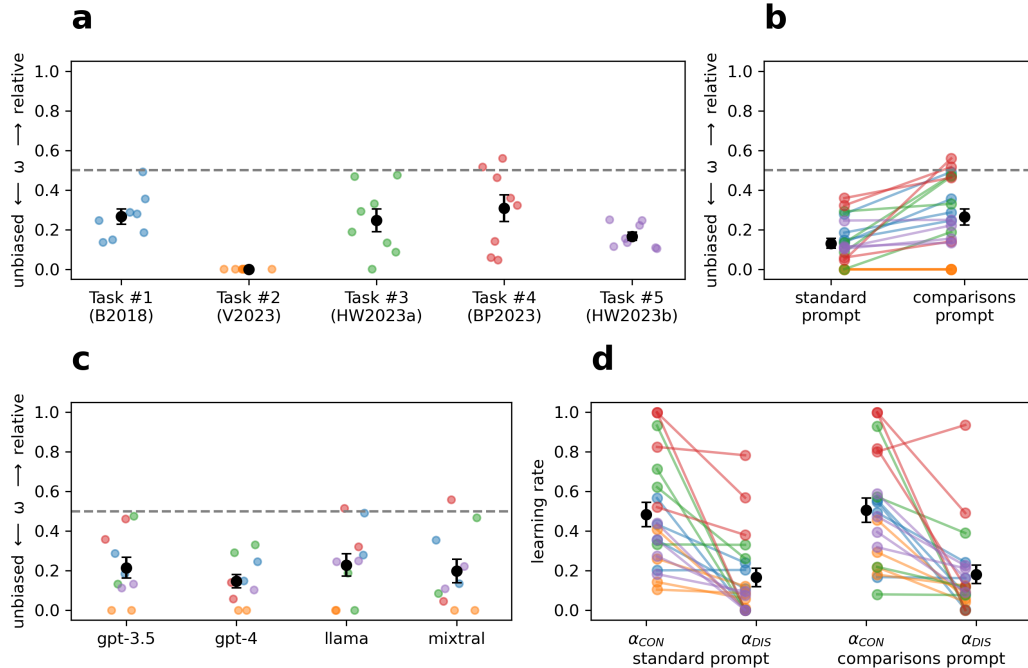 a
unbiased ⟵ ω ⟶ relative
1.0
0.8
0.6
0.4
0.2
0.0
Task #1
(B2018)
Task #2
(V2023)
Task #3
(HW2023a)
Task #4
(BP2023)
Task #5
(HW2023b)
b
unbiased ⟵ ω ⟶ relative
1.0
0.8
0.6
0.4
0.2
0.0
standard
prompt
comparisons
prompt
c
unbiased ⟵ ω ⟶ relative
1.0
0.8
0.6
0.4
0.2
0.0
gpt-3.5
gpt-4
llama
mixtral
d
learning rate
1.0
0.8
0.6
0.4
0.2
0.0
αCON
αDIS
αCON
αDIS
standard prompt
comparisons prompt